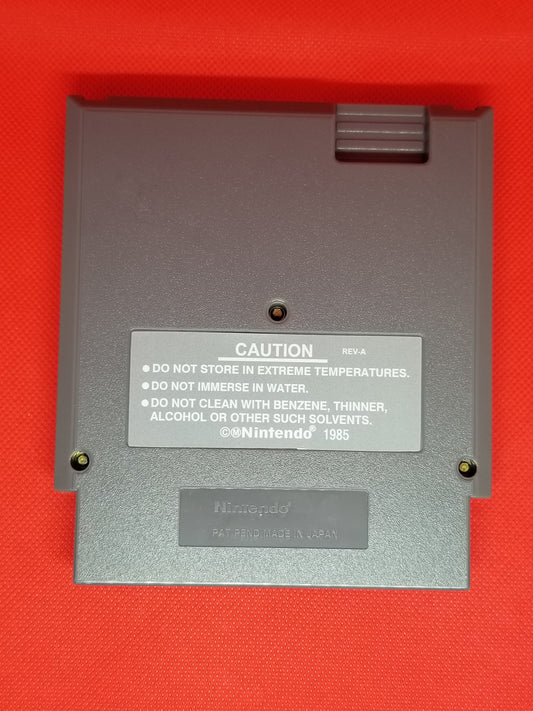 CAUTION REV-A
● DO NOT STORE IN EXTREME TEMPERATURES.
● DO NOT IMMERSE IN WATER.
● DO NOT CLEAN WITH BENZENE, THINNER,
ALCOHOL OR OTHER SUCH SOLVENTS.
©ⓂNintendo® 1985
Nintendo®
PAT PEND MADE IN JAPAN